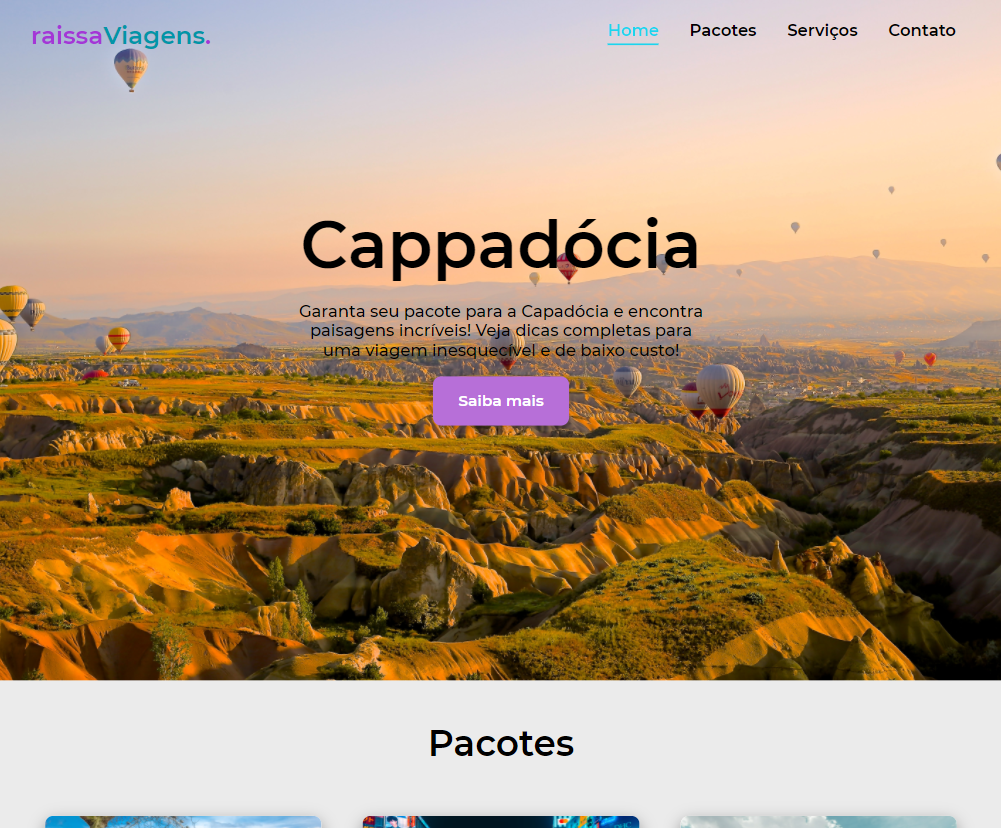 raissaViagens.
Home Pacotes Serviços Contato
Cappadócia
Garanta seu pacote para a Capadócia e encontra
paisagens incríveis! Veja dicas completas para
uma viagem inesquecível e de baixo custo!
Saiba mais
Pacotes